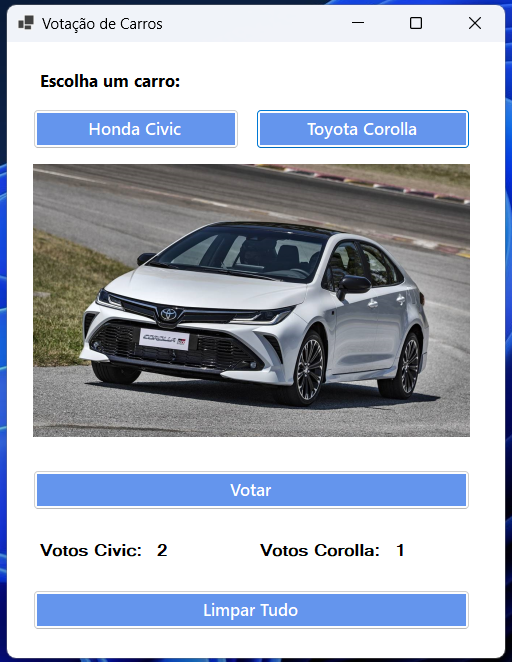 Votação de Carros
Escolha um carro:
Honda Civic Toyota Corolla
COROLLA
Votar
Votos Civic: 2 Votos Corolla: 1
Limpar Tudo